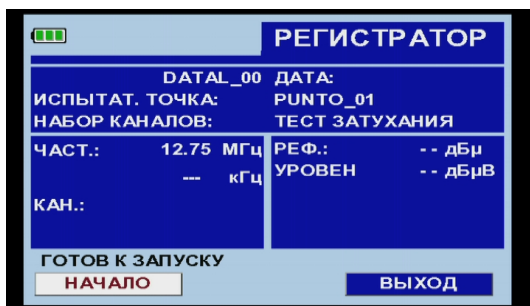 РЕГИСТРАТОР
DATAL_00 ДАТА:
ИСПЫТАТ. ТОЧКА: PUNTO_01
НАБОР КАНАЛОВ: ТЕСТ ЗАТУХАНИЯ
ЧАСТ.: 12.75 МГц РЕФ.: - - дБµ
--- кГц УРОВЕН - - дБµВ
КАН.:
ГОТОВ К ЗАПУСКУ
НАЧАЛО ВЫХОД